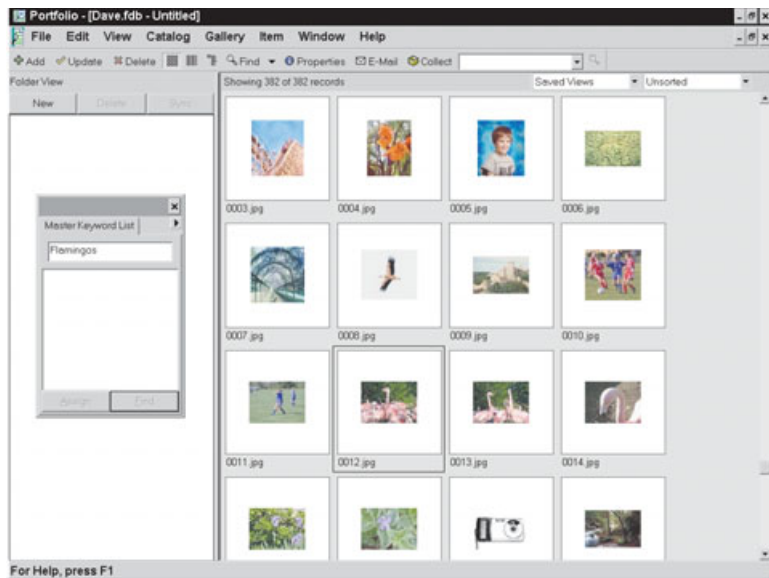 Portfolio - [Dave.fdb - Untitled]
File Edit View Catalog Gallery Item Window Help
Add Update Delete Find Properties E-Mail Collect
Folder View
Showing 382 of 382 records
Saved Views
Unsorted
New Delete Sync
Master Keyword List
Flamingos
Assign Find
0003.jpg 0004.jpg 0005.jpg 0006.jpg
0007.jpg 0008.jpg 0009.jpg 0010.jpg
0011.jpg 0012.jpg 0013.jpg 0014.jpg
For Help, press F1